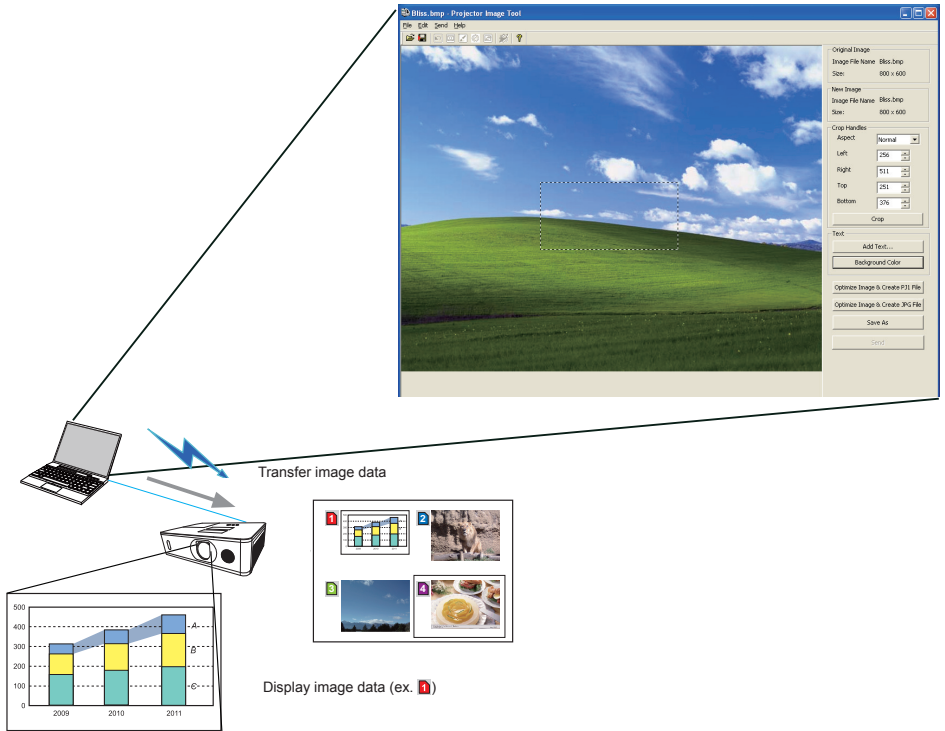 Bliss.bmp - Projector Image Tool
File Edit Send Help
Original Image
Image File Name Bliss.bmp
Size: 800 x 600
New Image
Image File Name Bliss.bmp
Size: 800 x 600
Crop Handles
Aspect Normal
Left 256
Right 511
Top 251
Bottom 376
Crop
Text
Add Text...
Background Color
Optimize Image & Create PJ1 File
Optimize Image & Create JPG File
Save As
Send
Transfer image data
1
2
3
4
500
400
300
200
100
0
A
B
C
2009 2010 2011
Display image data (ex. 1)